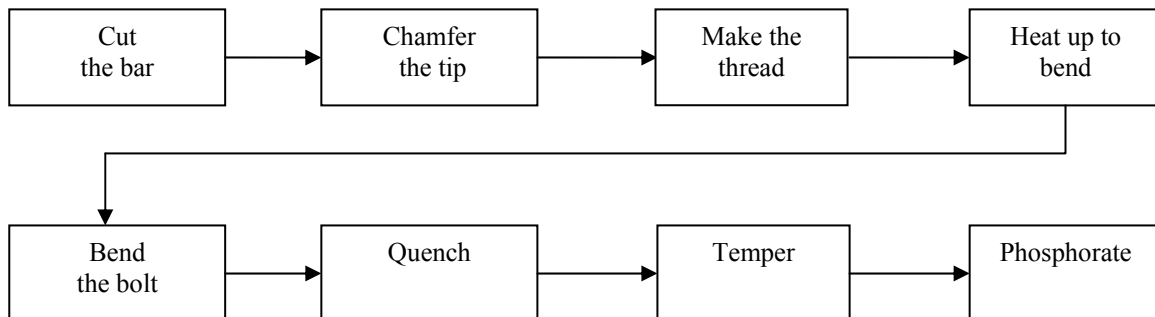 Cut
the bar
Chamfer
the tip
Make the
thread
Heat up to
bend
Bend
the bolt
Quench
Temper
Phosphorate